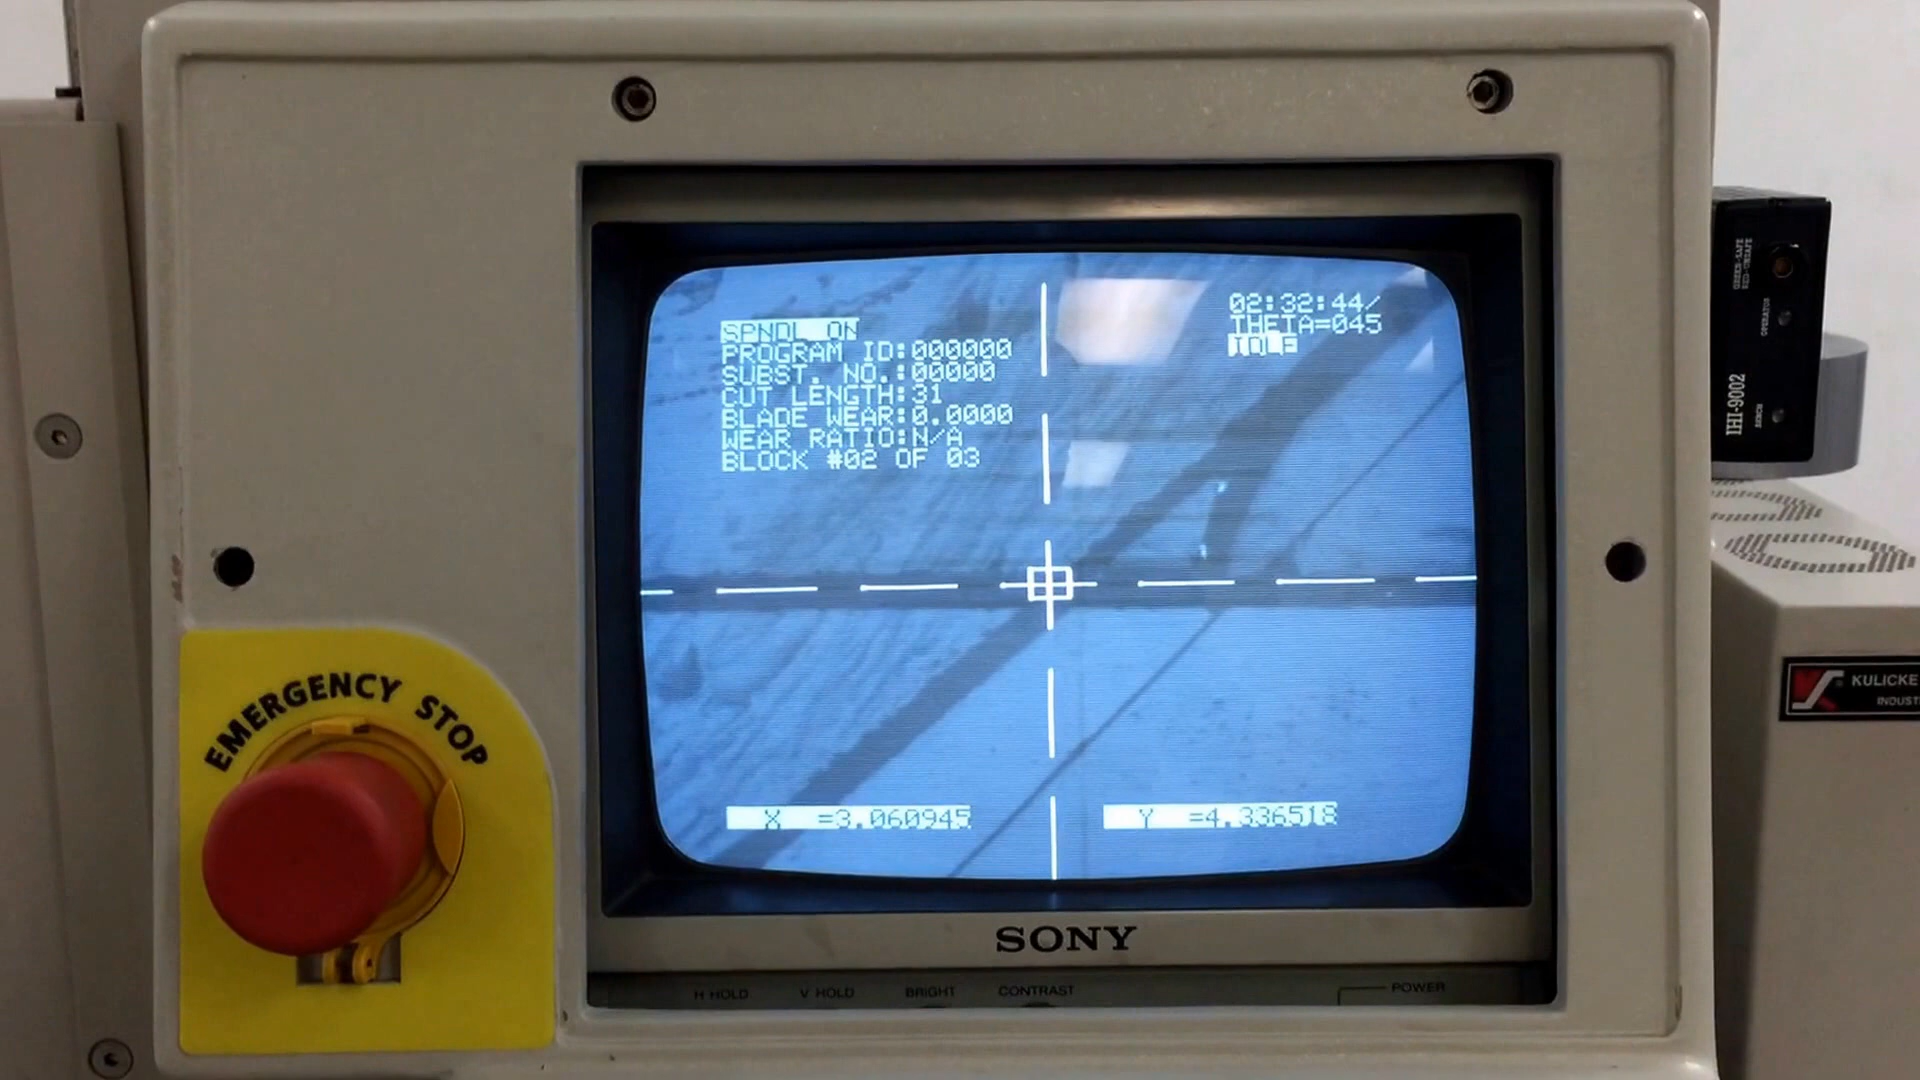 SPNDL ON
PROGRAM ID:000000
SUBST. NO.:00000
CUT LENGTH:31
BLADE WEAR:0.0000
WEAR RATIO:N/A
BLOCK #02 OF 03
02:32:44/
THETA=045
IDLE
X =3.060945
Y =4.336518
EMERGENCY STOP
SONY
H HOLD
V HOLD
BRIGHT
CONTRAST
POWER
IHI-9002
OPERATOR
KULICKE
INDUST